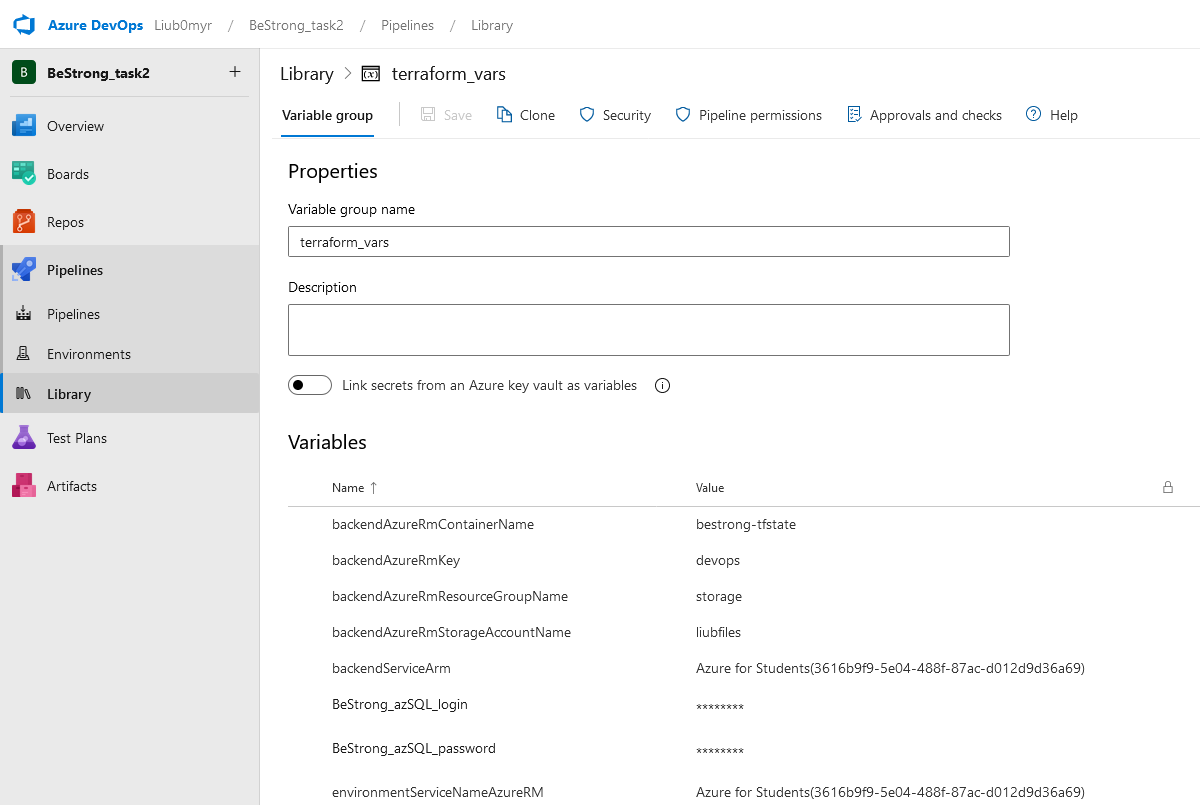 Azure DevOps Liub0myr / BeStrong_task2 / Pipelines / Library
B BeStrong_task2 +
Overview
Boards
Repos
Pipelines
Pipelines
Environments
Library
Test Plans
Artifacts
Library > (x) terraform_vars
Variable group Save Clone Security Pipeline permissions Approvals and checks ? Help
Properties
Variable group name
terraform_vars
Description
Link secrets from an Azure key vault as variables i
Variables
Name ↑ Value
backendAzureRmContainerName bestrong-tfstate
backendAzureRmKey devops
backendAzureRmResourceGroupName storage
backendAzureRmStorageAccountName liubfiles
backendServiceArm Azure for Students(3616b9f9-5e04-488f-87ac-d012d9d36a69)
BeStrong_azSQL_login ********
BeStrong_azSQL_password ********
environmentServiceNameAzureRM Azure for Students(3616b9f9-5e04-488f-87ac-d012d9d36a69)